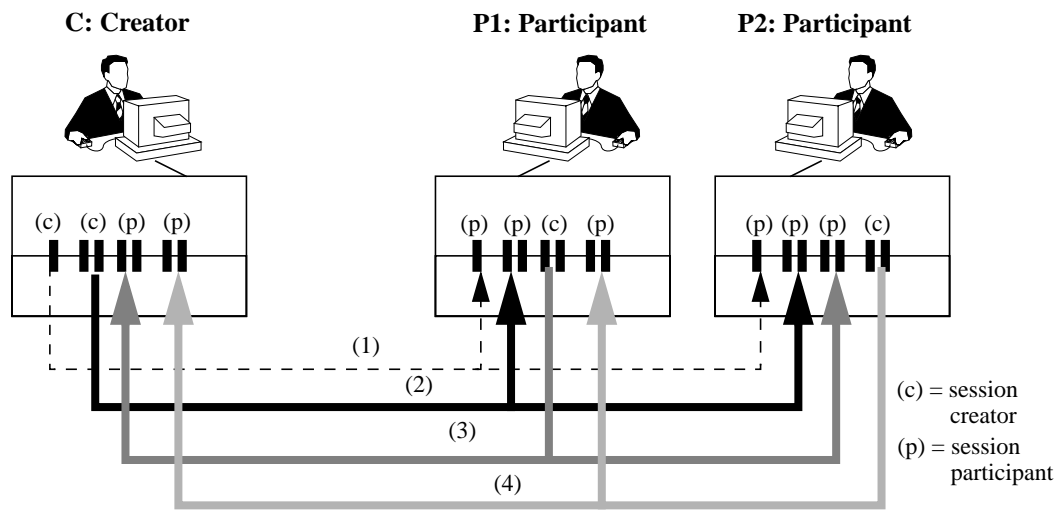 C: Creator
P1: Participant
P2: Participant
(c) (c) (p) (p)
(p) (p) (c) (p)
(p) (p) (p) (c)
(1)
(2)
(3)
(4)
(c) = session
creator
(p) = session
participant